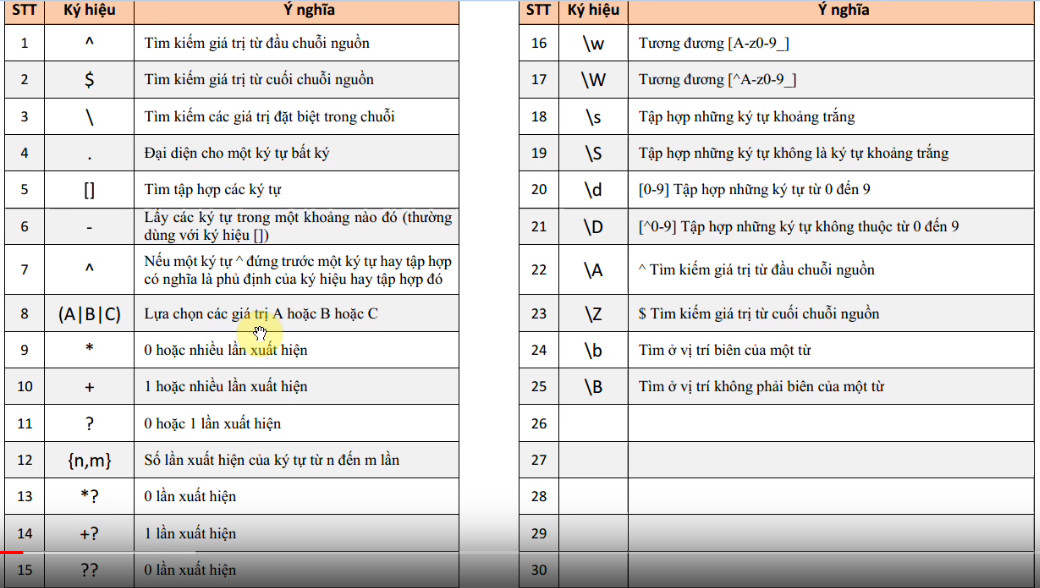 STT Ký hiệu Ý nghĩa
1 ^ Tìm kiếm giá trị từ đầu chuỗi nguồn
2 $ Tìm kiếm giá trị từ cuối chuỗi nguồn
3 \ Tìm kiếm các giá trị đặt biệt trong chuỗi
4 . Đại diện cho một ký tự bất ký
5 [] Tìm tập hợp các ký tự
6 - Lấy các ký tự trong một khoảng nào đó (thường
dùng với ký hiệu [])
7 ^ Nếu một ký tự ^ đứng trước một ký tự hay tập hợp
có nghĩa là phủ định của ký hiệu hay tập hợp đó
8 (A|B|C) Lựa chọn các giá trị A hoặc B hoặc C
9 * 0 hoặc nhiều lần xuất hiện
10 + 1 hoặc nhiều lần xuất hiện
11 ? 0 hoặc 1 lần xuất hiện
12 {n,m} Số lần xuất hiện của ký tự từ n đến m lần
13 *? 0 lần xuất hiện
14 +? 1 lần xuất hiện
15 ?? 0 lần xuất hiện
STT Ký hiệu Ý nghĩa
16 \w Tương đương [A-z0-9_]
17 \W Tương đương [^A-z0-9_]
18 \s Tập hợp những ký tự khoảng trắng
19 \S Tập hợp những ký tự không là ký tự khoảng trắng
20 \d [0-9] Tập hợp những ký tự từ 0 đến 9
21 \D [^0-9] Tập hợp những ký tự không thuộc từ 0 đến 9
22 \A ^ Tìm kiếm giá trị từ đầu chuỗi nguồn
23 \Z $ Tìm kiếm giá trị từ cuối chuỗi nguồn
24 \b Tìm ở vị trí biên của một từ
25 \B Tìm ở vị trí không phải biên của một từ
26
27
28
29
30